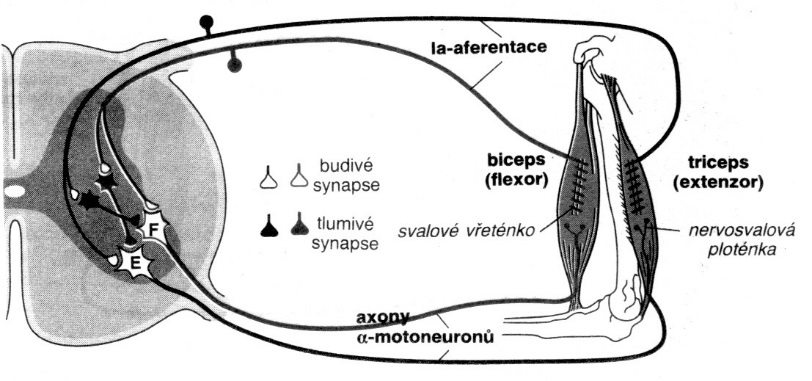 Ia-aferentace
biceps
(flexor)
triceps
(extenzor)
budivé
synapse
tlumivé
synapse
svalové vřeténko
nervosvalová
ploténka
F
E
axony
α-motoneuronů